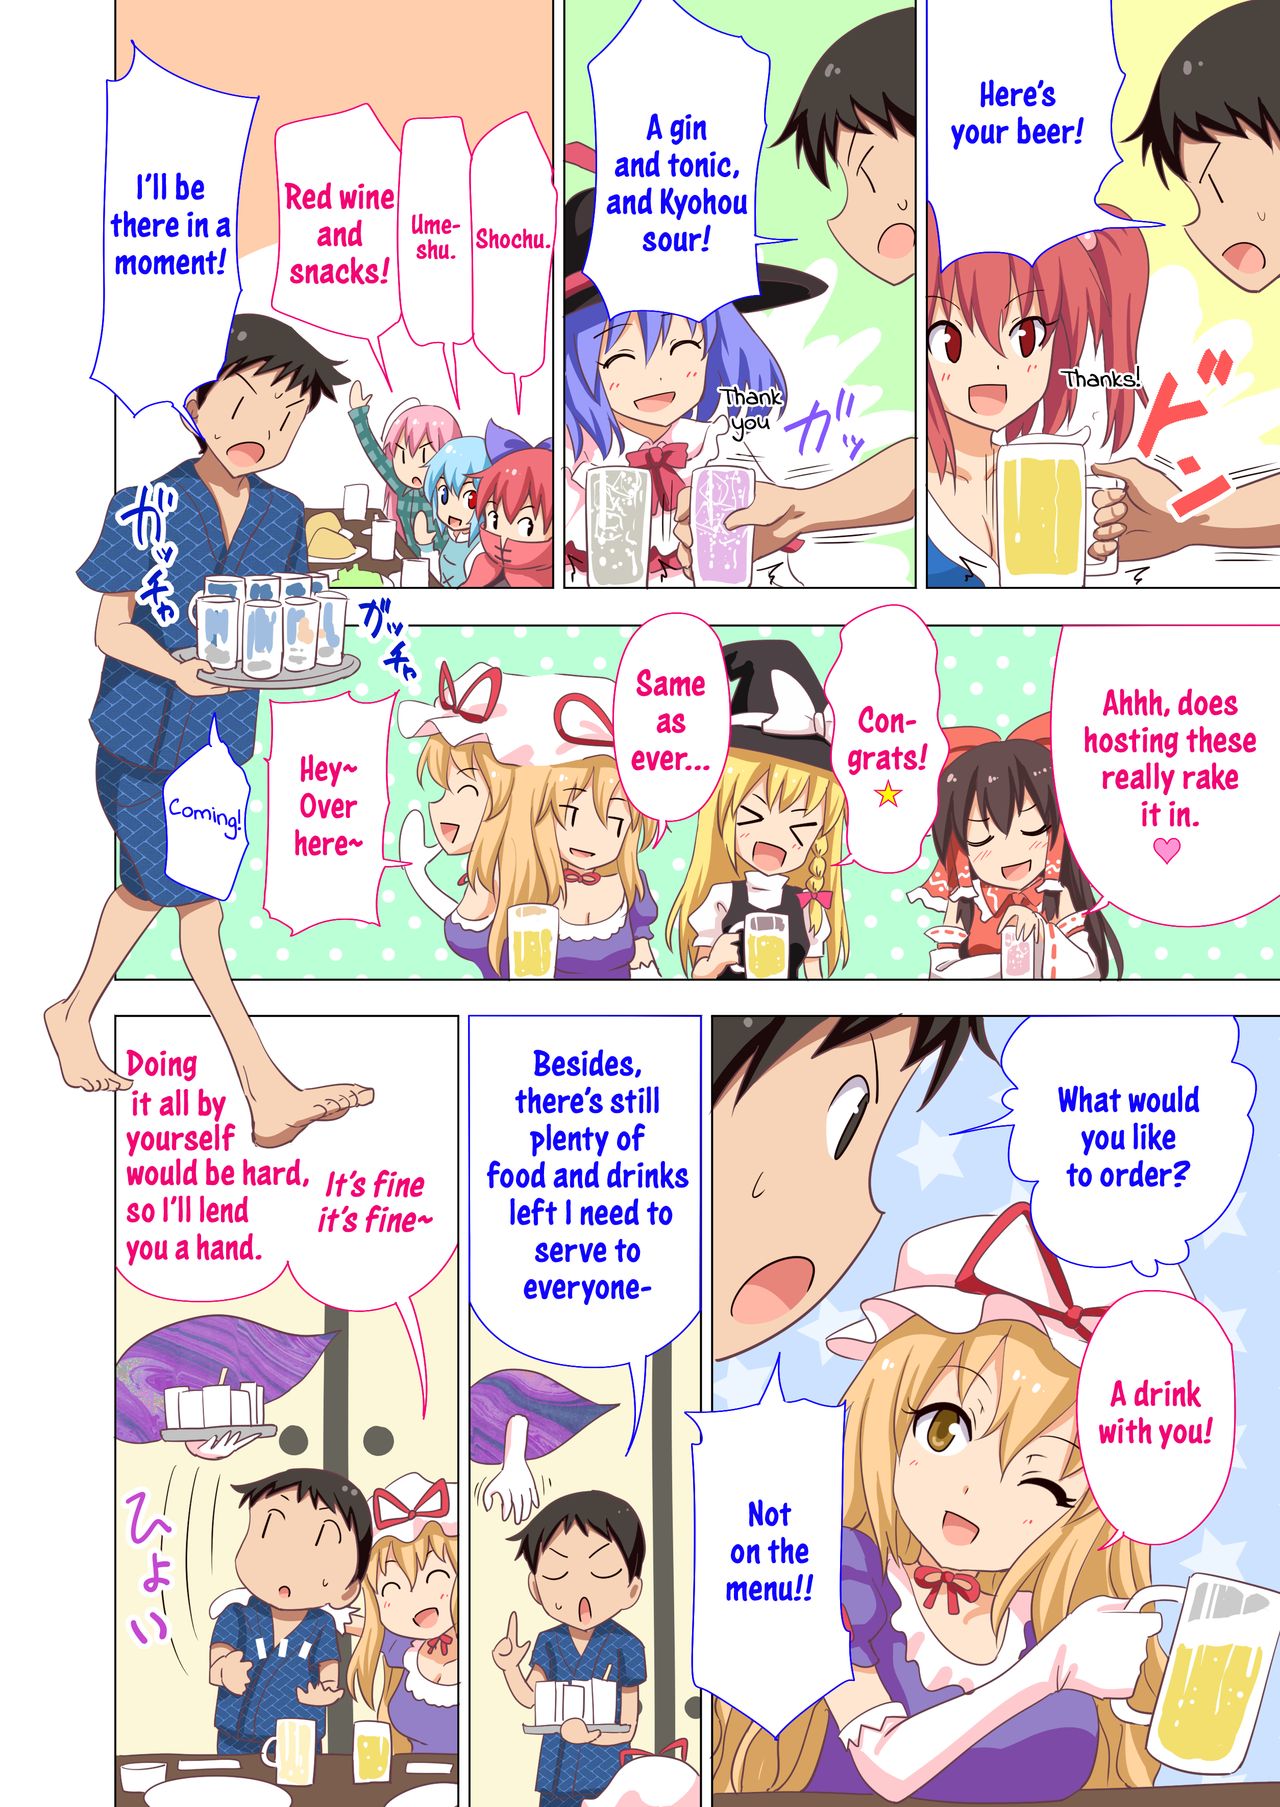 Here's
your beer!
Thanks!
ドン
A gin
and tonic,
and Kyohou
sour!
Thank
you
ガッ
Shochu.
Ume-
shu.
Red wine
and
snacks!
I'll be
there in a
moment!
ガッチャ
ガッチャ
Ahhh, does
hosting these
really rake
it in.
Con-
grats!
Same
as
ever...
Hey~
Over
here~
Coming!
What would
you like
to order?
A drink
with you!
Not
on the
menu!!
Besides,
there's still
plenty of
food and drinks
left I need to
serve to
everyone-
It's fine
it's fine~
Doing
it all by
yourself
would be hard,
so I'll lend
you a hand.
ひょい